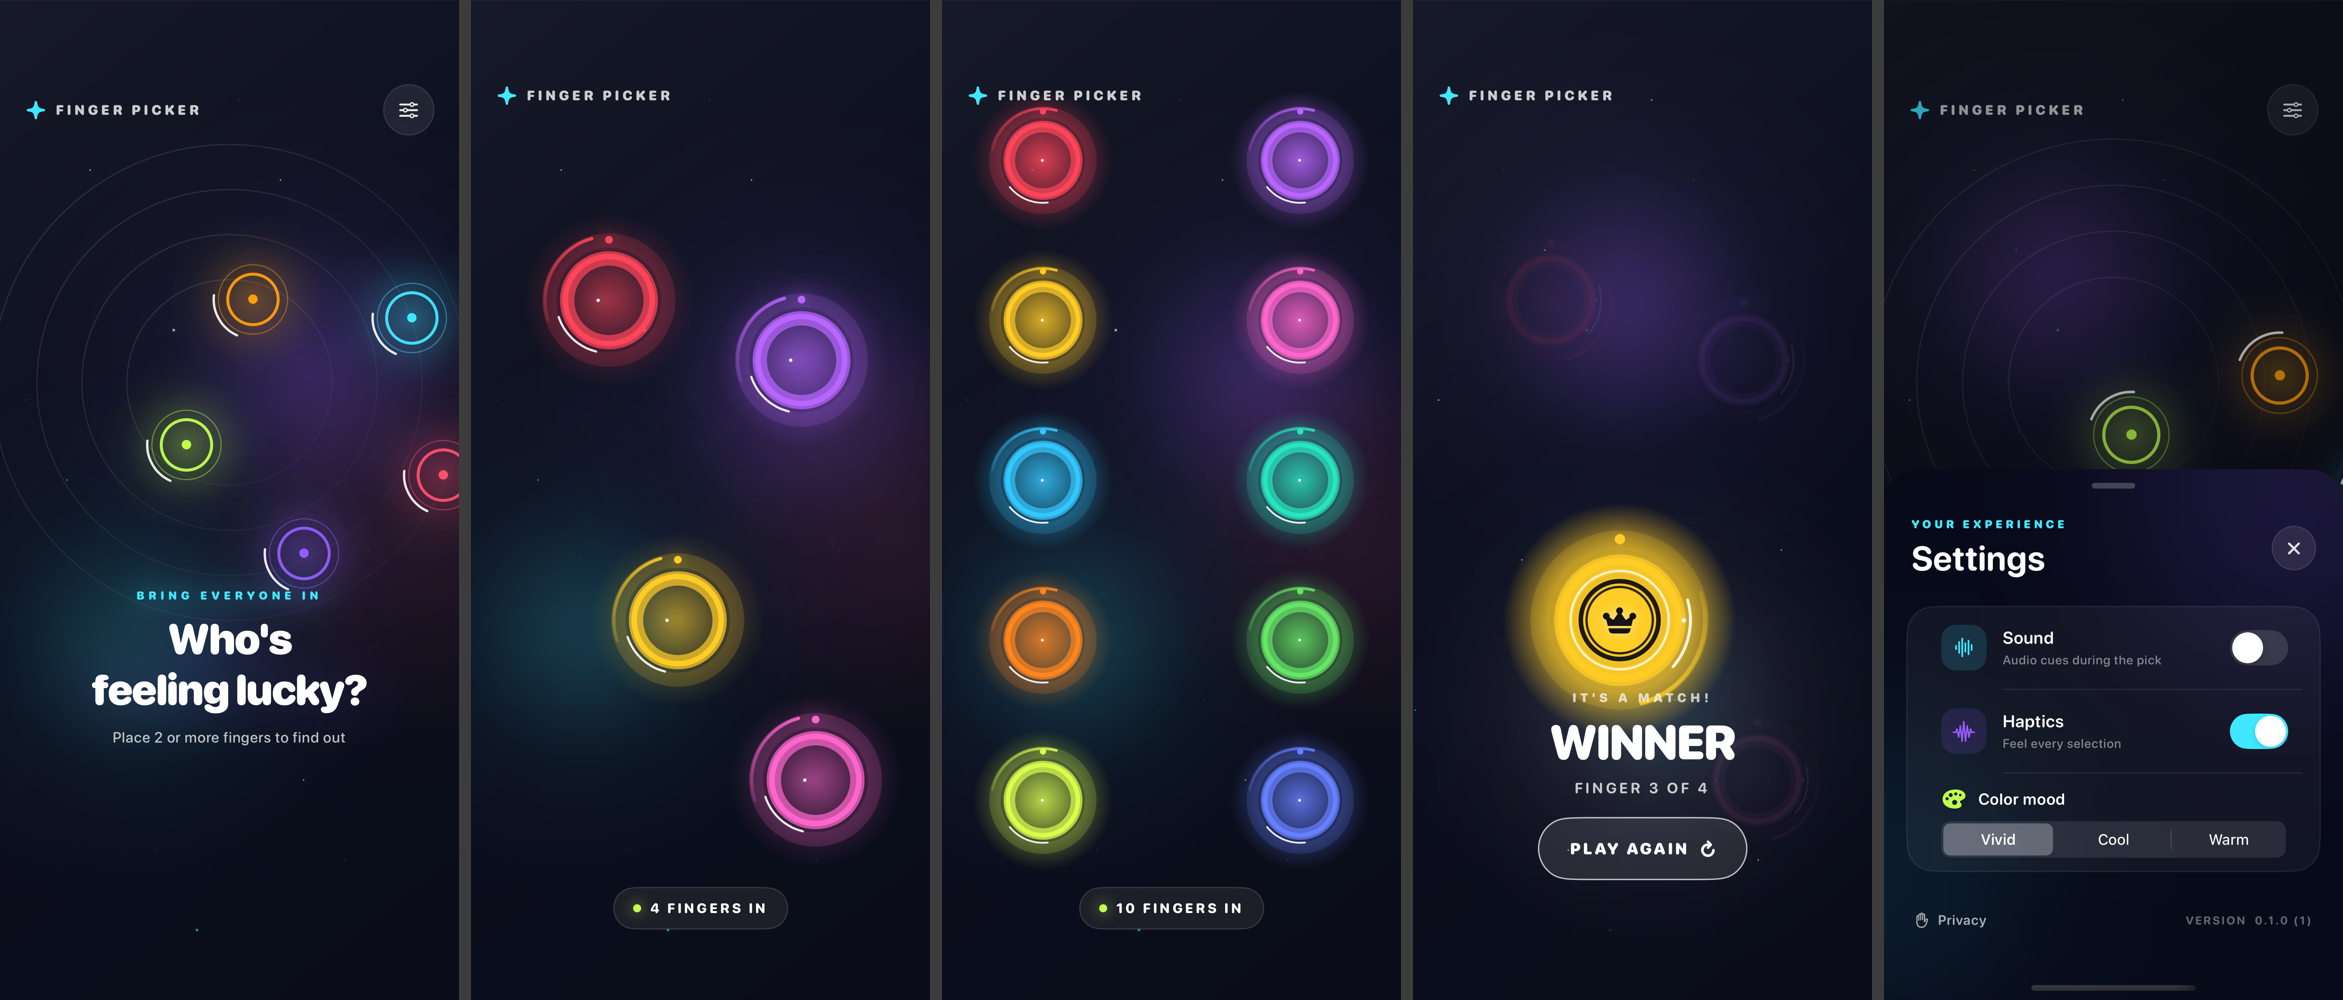 FINGER PICKER
BRING EVERYONE IN
Who's
feeling lucky?
Place 2 or more fingers to find out
FINGER PICKER
4 FINGERS IN
FINGER PICKER
10 FINGERS IN
FINGER PICKER
IT'S A MATCH!
WINNER
FINGER 3 OF 4
PLAY AGAIN
FINGER PICKER
YOUR EXPERIENCE
Settings
Sound
Audio cues during the pick
Haptics
Feel every selection
Color mood
Vivid Cool Warm
Privacy VERSION 0.1.0 (1)